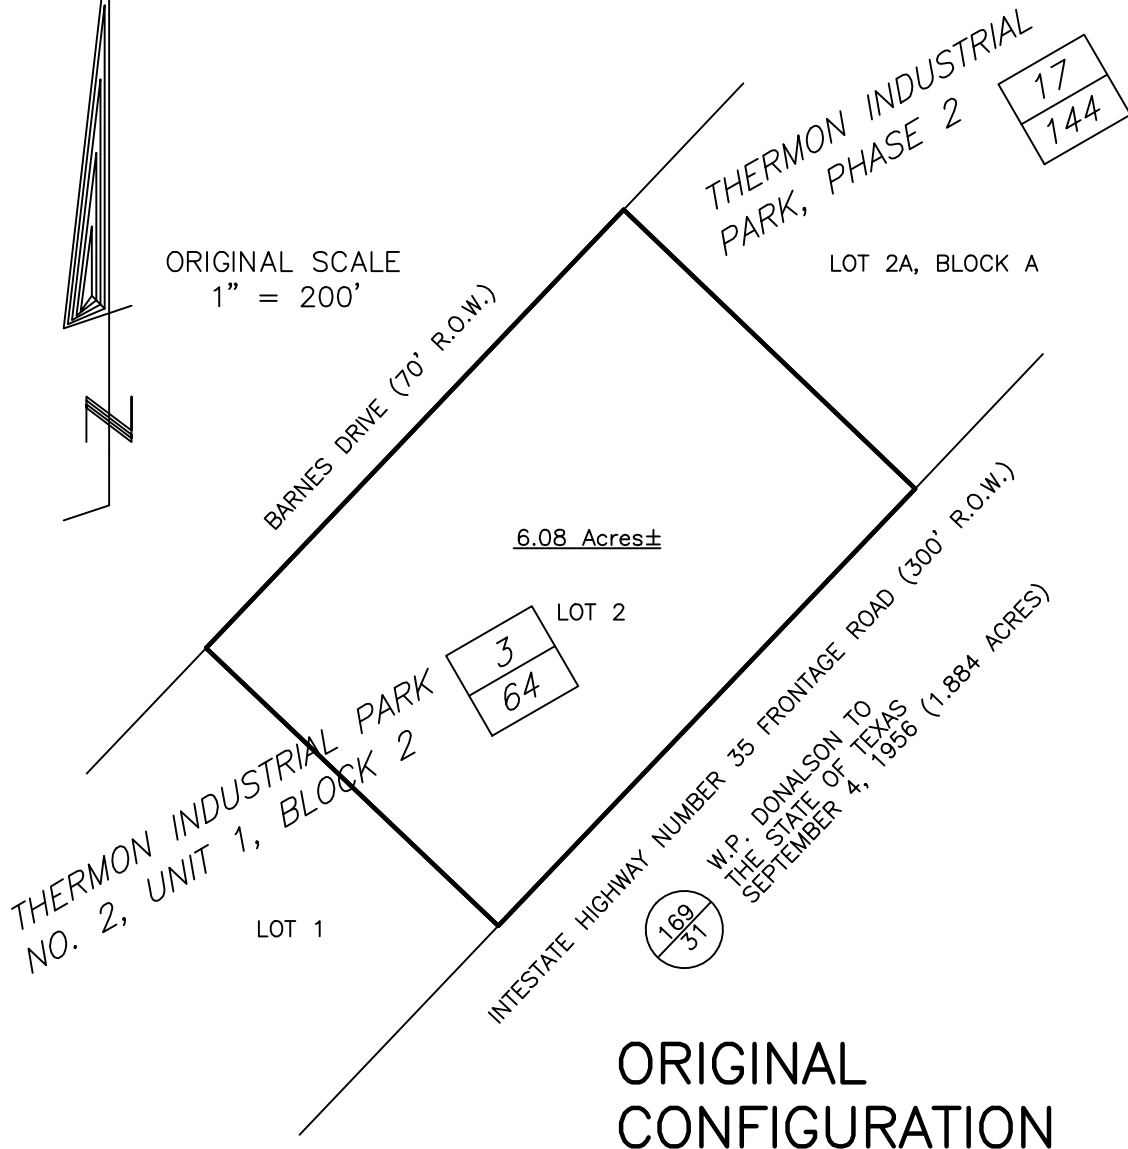 THERMON INDUSTRIAL
PARK, PHASE 2
17
144
LOT 2A, BLOCK A
ORIGINAL SCALE
1" = 200'
N
BARNES DRIVE (70' R.O.W.)
6.08 Acres±
LOT 2
3
64
THERMON INDUSTRIAL PARK
NO. 2, UNIT 1, BLOCK 2
LOT 1
INTESTATE HIGHWAY NUMBER 35 FRONTAGE ROAD (300' R.O.W.)
W.P. DONALSON TO
THE STATE OF TEXAS
SEPTEMBER 4, 1956 (1.884 ACRES)
169
31
ORIGINAL
CONFIGURATION